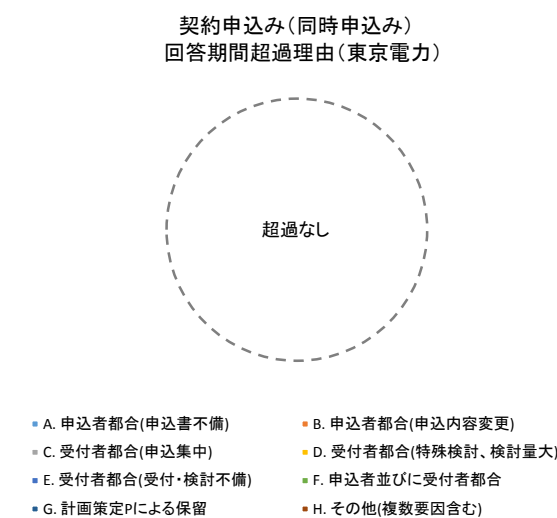 契約申込み(同時申込み)
回答期間超過理由(東京電力)
超過なし
A. 申込者都合(申込書不備)
B. 申込者都合(申込内容変更)
C. 受付者都合(申込集中)
D. 受付者都合(特殊検討、検討量大)
E. 受付者都合(受付・検討不備)
F. 申込者並びに受付者都合
G. 計画策定Pによる保留
H. その他(複数要因含む)